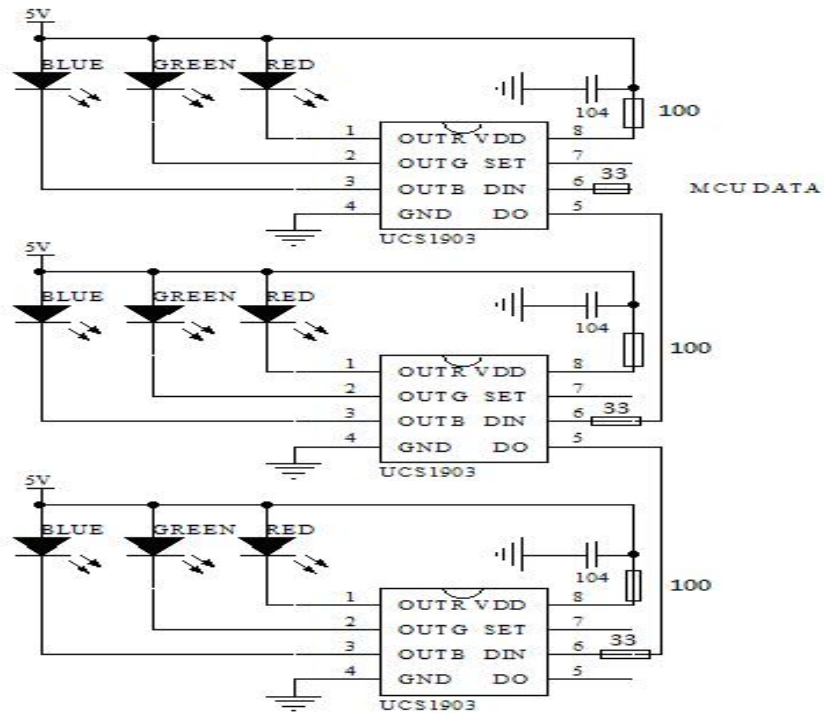 5V
BLUE GREEN RED
104 100
1 OUTR VDD 8
2 OUTG SET 7
3 OUTB DIN 6 33 MCU DATA
4 GND DO 5
UCS1903
5V
BLUE GREEN RED
104 100
1 OUTR VDD 8
2 OUTG SET 7
3 OUTB DIN 6 33
4 GND DO 5
UCS1903
5V
BLUE GREEN RED
104 100
1 OUTR VDD 8
2 OUTG SET 7
3 OUTB DIN 6 33
4 GND DO 5
UCS1903